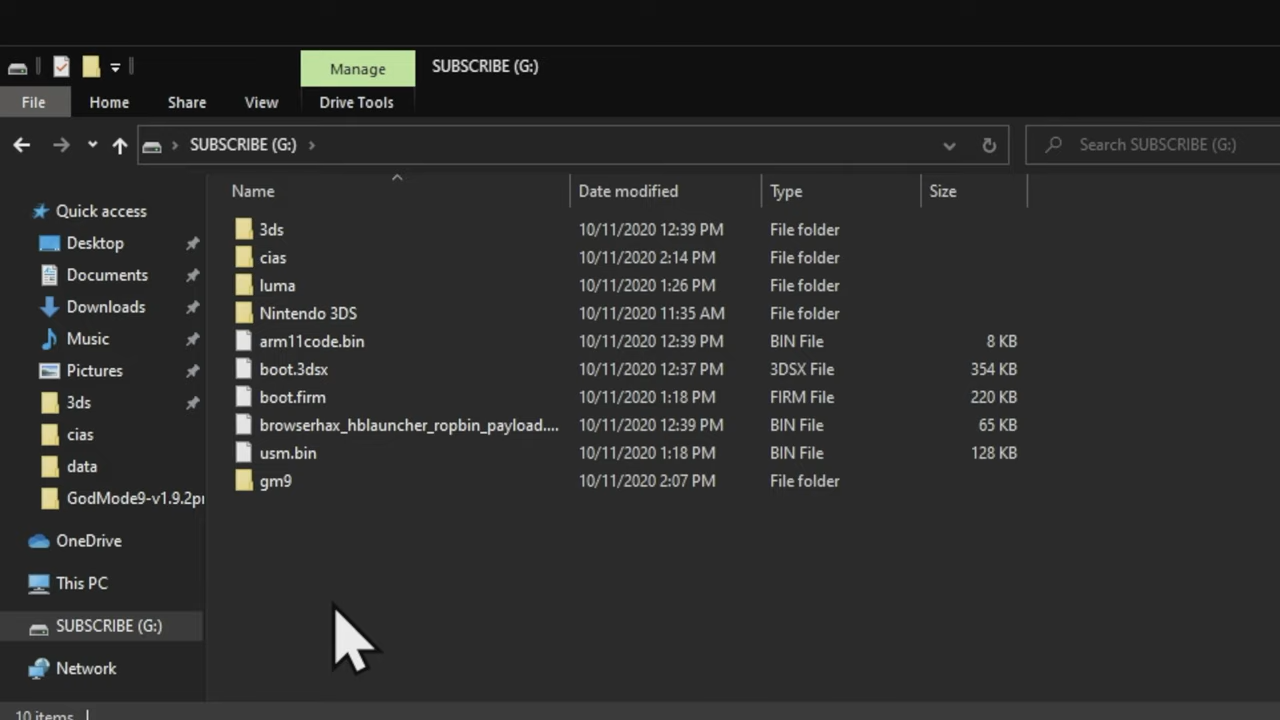 Manage
SUBSCRIBE (G:)
File
Home
Share
View
Drive Tools
SUBSCRIBE (G:)
Search SUBSCRIBE (G:)
Name
Date modified
Type
Size
Quick access
Desktop
Documents
Downloads
Music
Pictures
3ds
cias
data
GodMode9-v1.9.2pr
OneDrive
This PC
SUBSCRIBE (G:)
Network
3ds 10/11/2020 12:39 PM File folder
cias 10/11/2020 2:14 PM File folder
luma 10/11/2020 1:26 PM File folder
Nintendo 3DS 10/11/2020 11:35 AM File folder
arm11code.bin 10/11/2020 12:39 PM BIN File 8 KB
boot.3dsx 10/11/2020 12:37 PM 3DSX File 354 KB
boot.firm 10/11/2020 1:18 PM FIRM File 220 KB
browserhax_hblauncher_ropbin_payload.... 10/11/2020 12:39 PM BIN File 65 KB
usm.bin 10/11/2020 1:18 PM BIN File 128 KB
gm9 10/11/2020 2:07 PM File folder
10 items